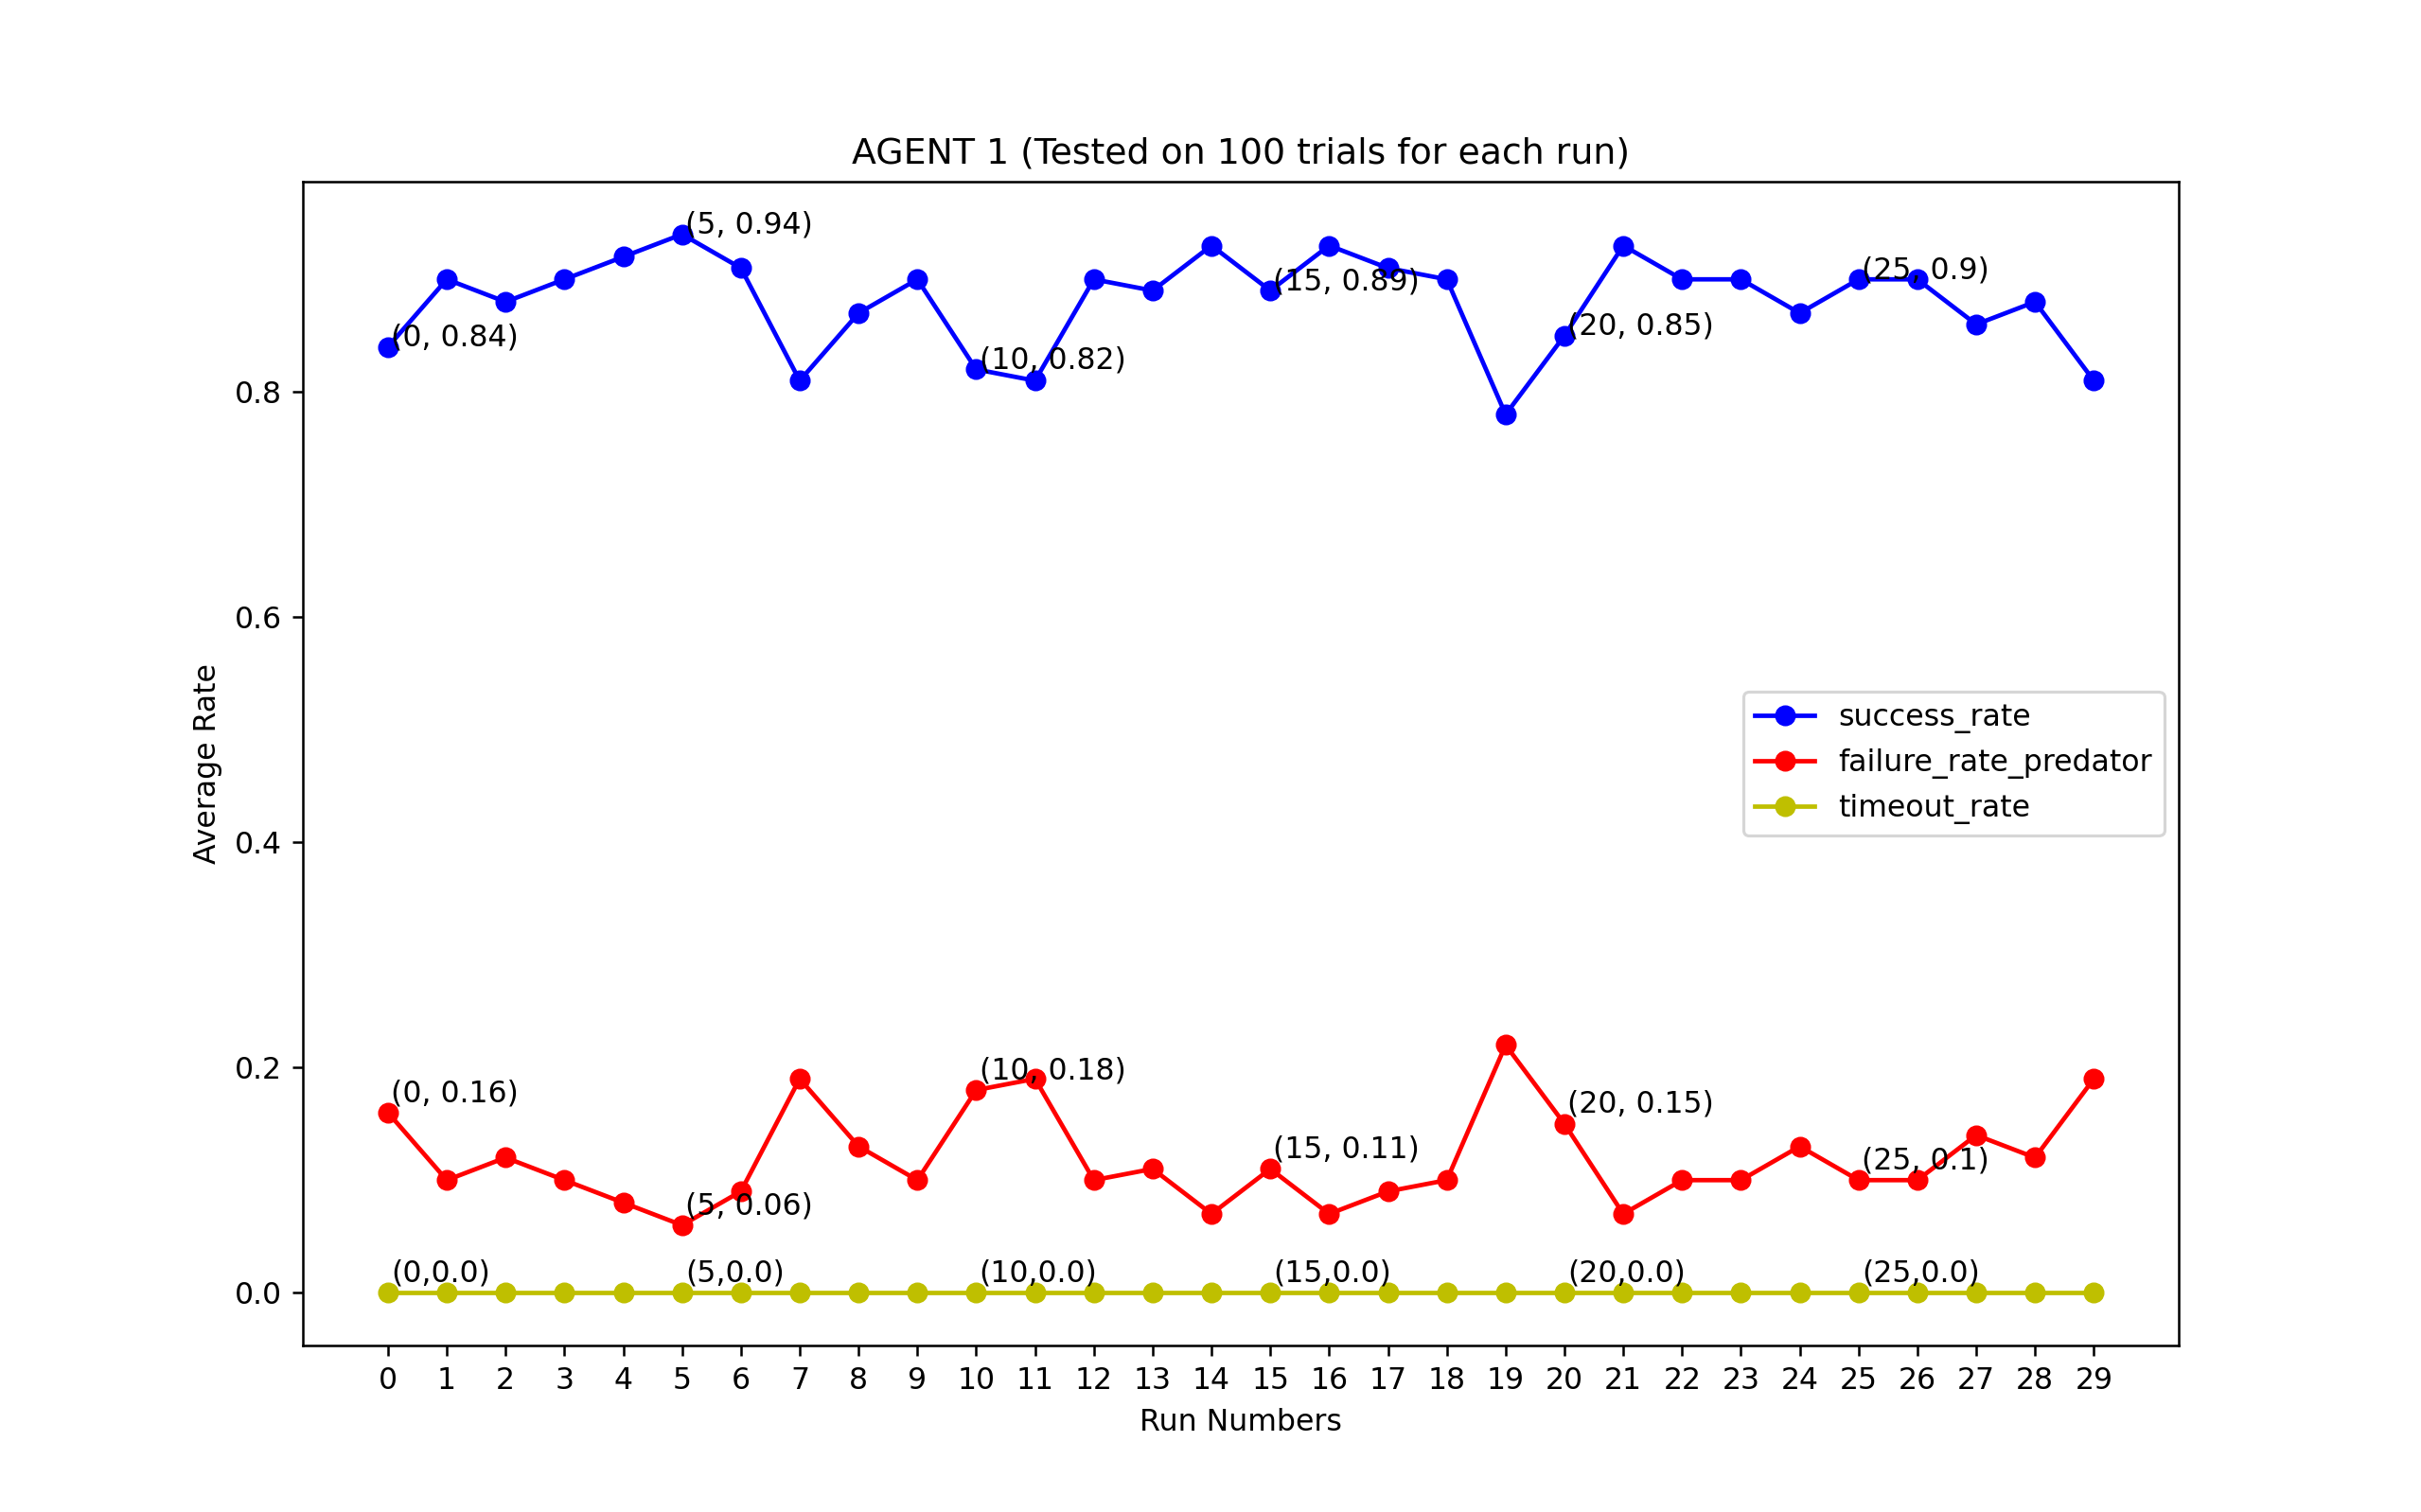 AGENT 1 (Tested on 100 trials for each run)
(5, 0.94)
(25, 0.9)
(15, 0.89)
(20, 0.85)
(0, 0.84)
(10, 0.82)
0.8
0.6
success_rate
failure_rate_predator
timeout_rate
Average Rate
0.4
0.2
(10, 0.18)
(0, 0.16)
(20, 0.15)
(15, 0.11)
(25, 0.1)
(5, 0.06)
(0,0.0) (5,0.0) (10,0.0) (15,0.0) (20,0.0) (25,0.0)
0.0
0 1 2 3 4 5 6 7 8 9 10 11 12 13 14 15 16 17 18 19 20 21 22 23 24 25 26 27 28 29
Run Numbers